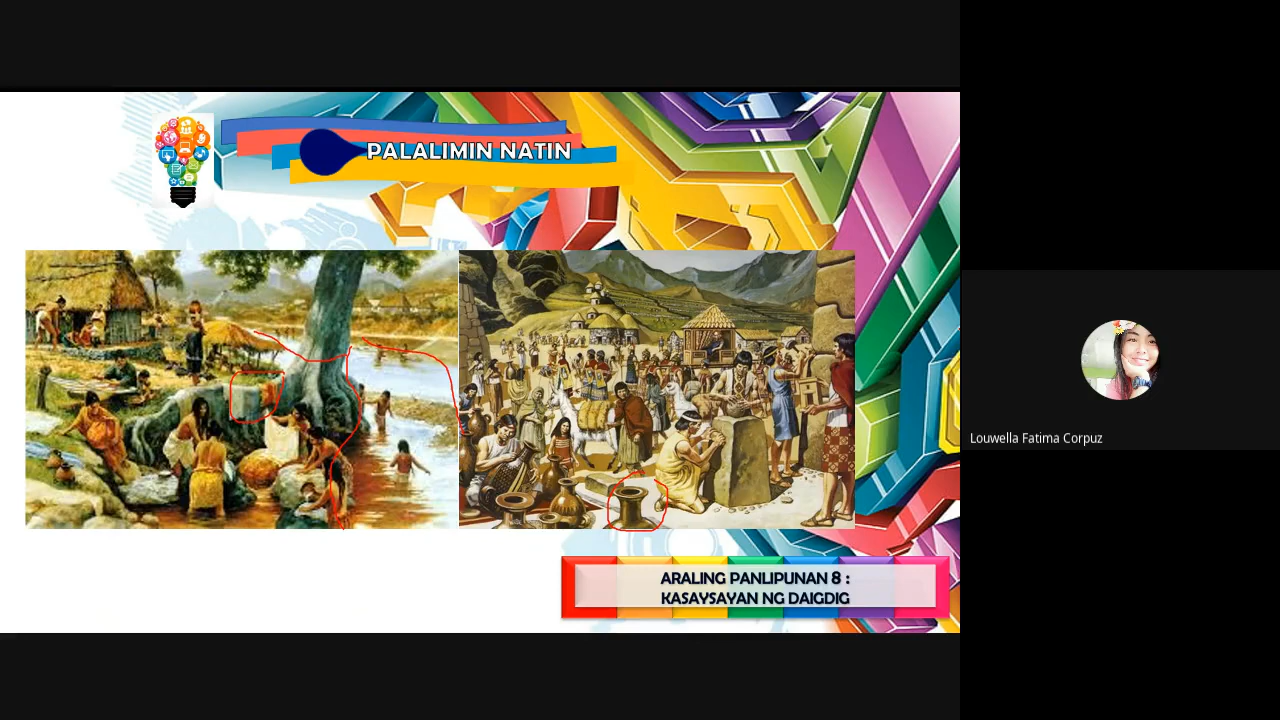 PALALIMIN NATIN
Louwella Fatima Corpuz
ARALING PANLIPUNAN 8 :
KASAYSAYAN NG DAIGDIG